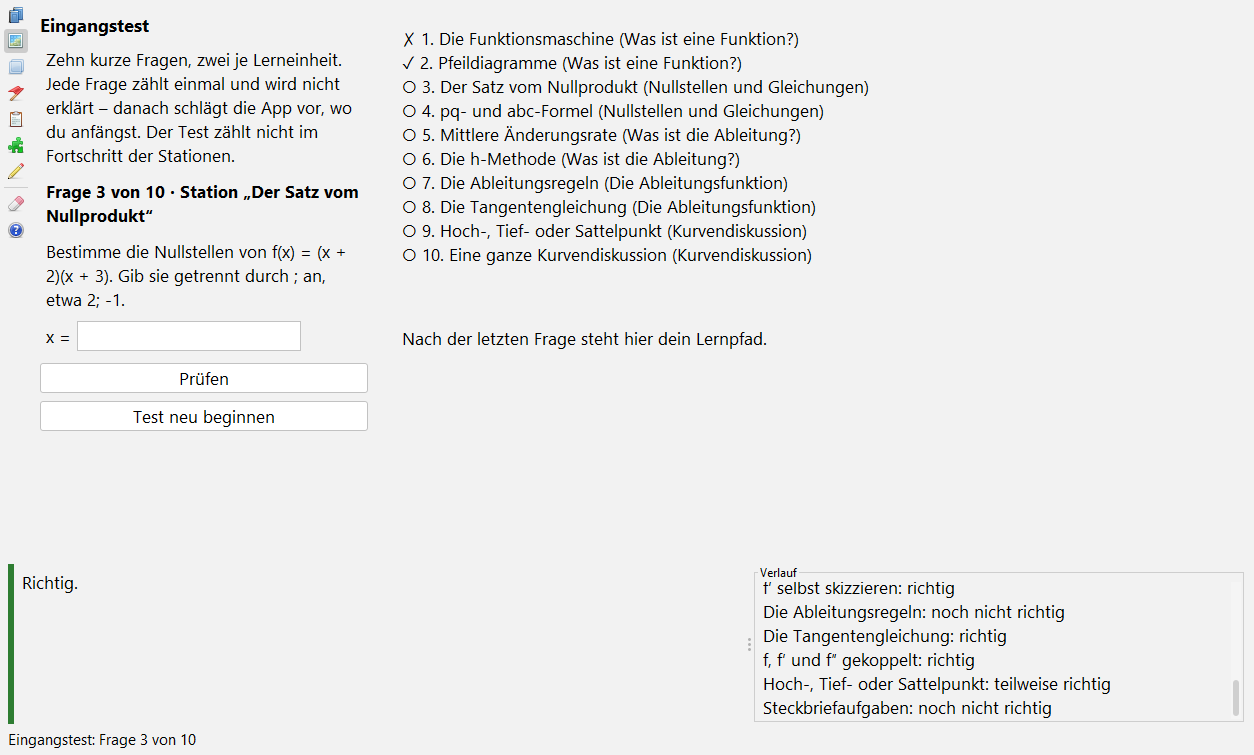 Eingangstest
Zehn kurze Fragen, zwei je Lerneinheit.
Jede Frage zählt einmal und wird nicht
erklärt – danach schlägt die App vor, wo
du anfängst. Der Test zählt nicht im
Fortschritt der Stationen.
Frage 3 von 10 · Station „Der Satz vom
Nullprodukt“
Bestimme die Nullstellen von f(x) = (x +
2)(x + 3). Gib sie getrennt durch ; an,
etwa 2; -1.
x =
Prüfen
Test neu beginnen
✗ 1. Die Funktionsmaschine (Was ist eine Funktion?)
✓ 2. Pfeildiagramme (Was ist eine Funktion?)
○ 3. Der Satz vom Nullprodukt (Nullstellen und Gleichungen)
○ 4. pq- und abc-Formel (Nullstellen und Gleichungen)
○ 5. Mittlere Änderungsrate (Was ist die Ableitung?)
○ 6. Die h-Methode (Was ist die Ableitung?)
○ 7. Die Ableitungsregeln (Die Ableitungsfunktion)
○ 8. Die Tangentengleichung (Die Ableitungsfunktion)
○ 9. Hoch-, Tief- oder Sattelpunkt (Kurvendiskussion)
○ 10. Eine ganze Kurvendiskussion (Kurvendiskussion)
Nach der letzten Frage steht hier dein Lernpfad.
Richtig.
Verlauf
f′ selbst skizzieren: richtig
Die Ableitungsregeln: noch nicht richtig
Die Tangentengleichung: richtig
f, f′ und f″ gekoppelt: richtig
Hoch-, Tief- oder Sattelpunkt: teilweise richtig
Steckbriefaufgaben: noch nicht richtig
Eingangstest: Frage 3 von 10